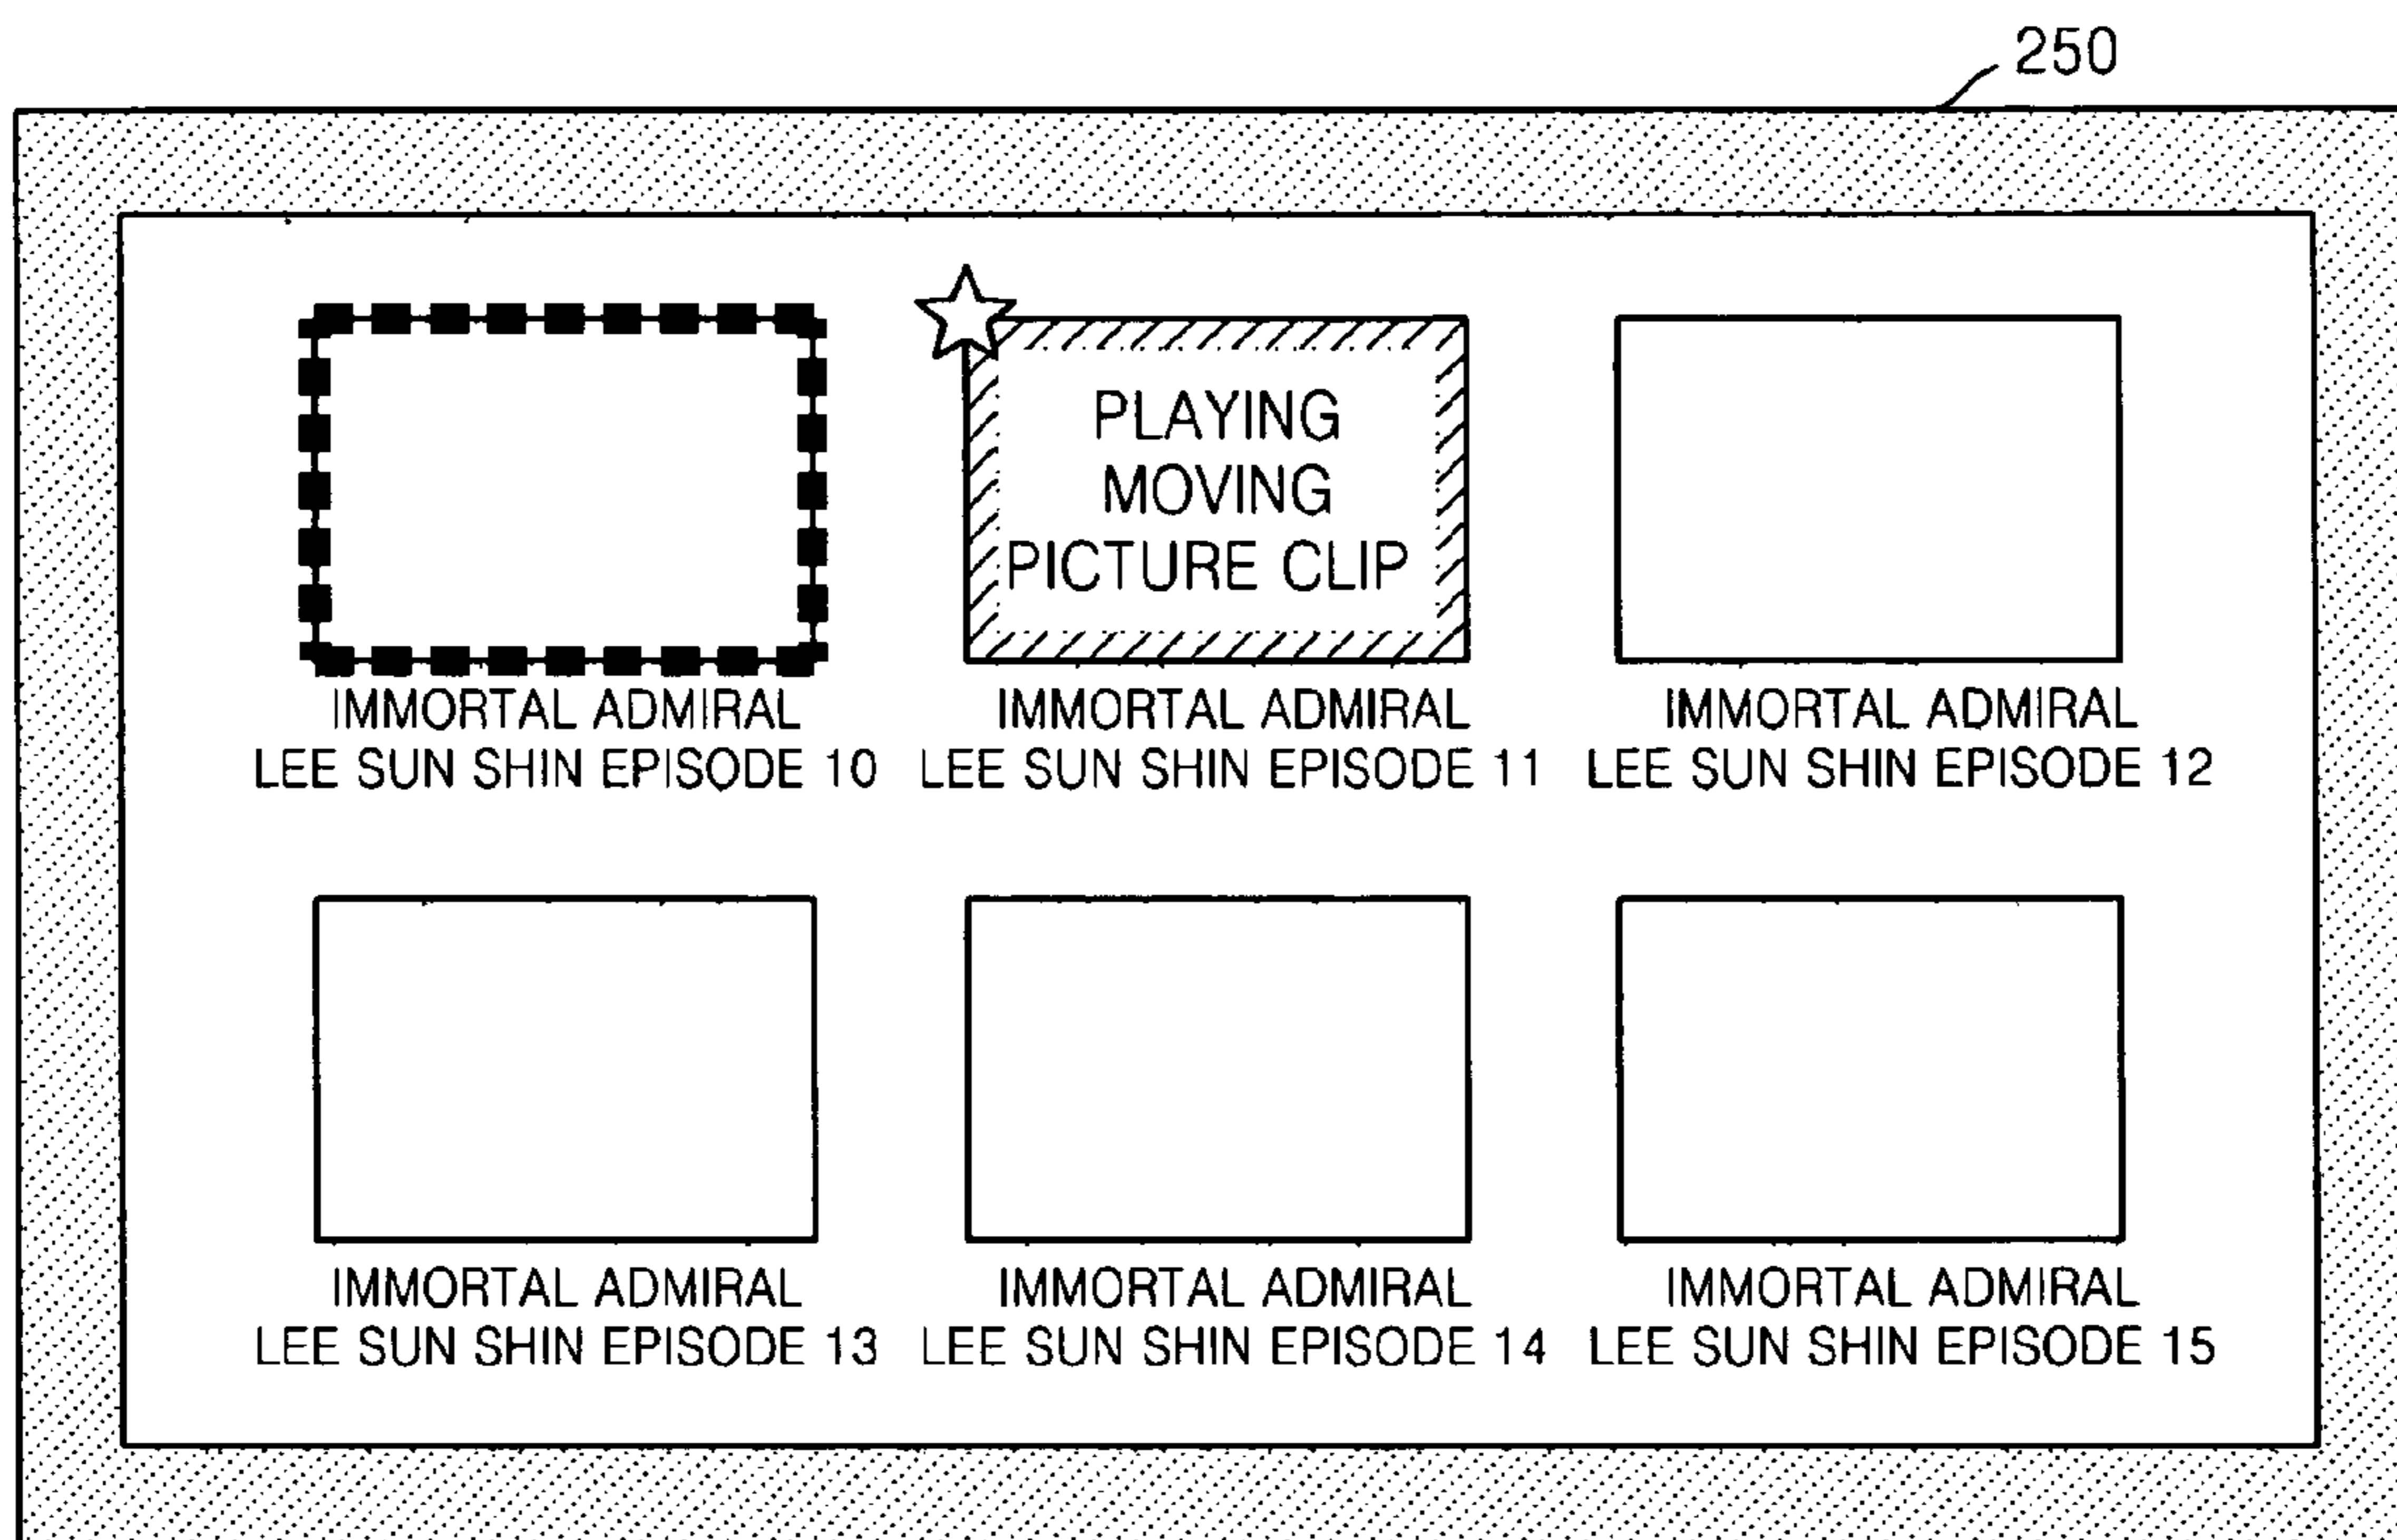 250
PLAYING
MOVING
PICTURE CLIP
IMMORTAL ADMIRAL
LEE SUN SHIN EPISODE 10
IMMORTAL ADMIRAL
LEE SUN SHIN EPISODE 11
IMMORTAL ADMIRAL
LEE SUN SHIN EPISODE 12
IMMORTAL ADMIRAL
LEE SUN SHIN EPISODE 13
IMMORTAL ADMIRAL
LEE SUN SHIN EPISODE 14
IMMORTAL ADMIRAL
LEE SUN SHIN EPISODE 15